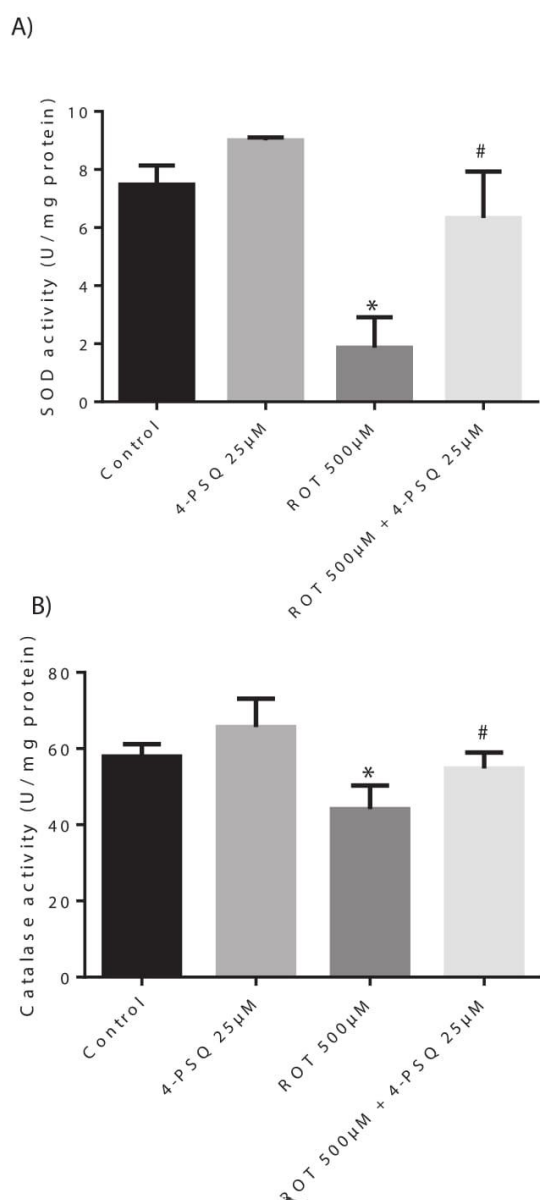 A)
SOD activity (U/mg protein)
10
8
6
4
2
0
*
#
Control
4-PSQ 25µM
ROT 500µM
ROT 500µM + 4-PSQ 25µM
B)
Catalase activity (U/mg protein)
80
60
40
20
0
*
#
Control
4-PSQ 25µM
ROT 500µM
ROT 500µM + 4-PSQ 25µM